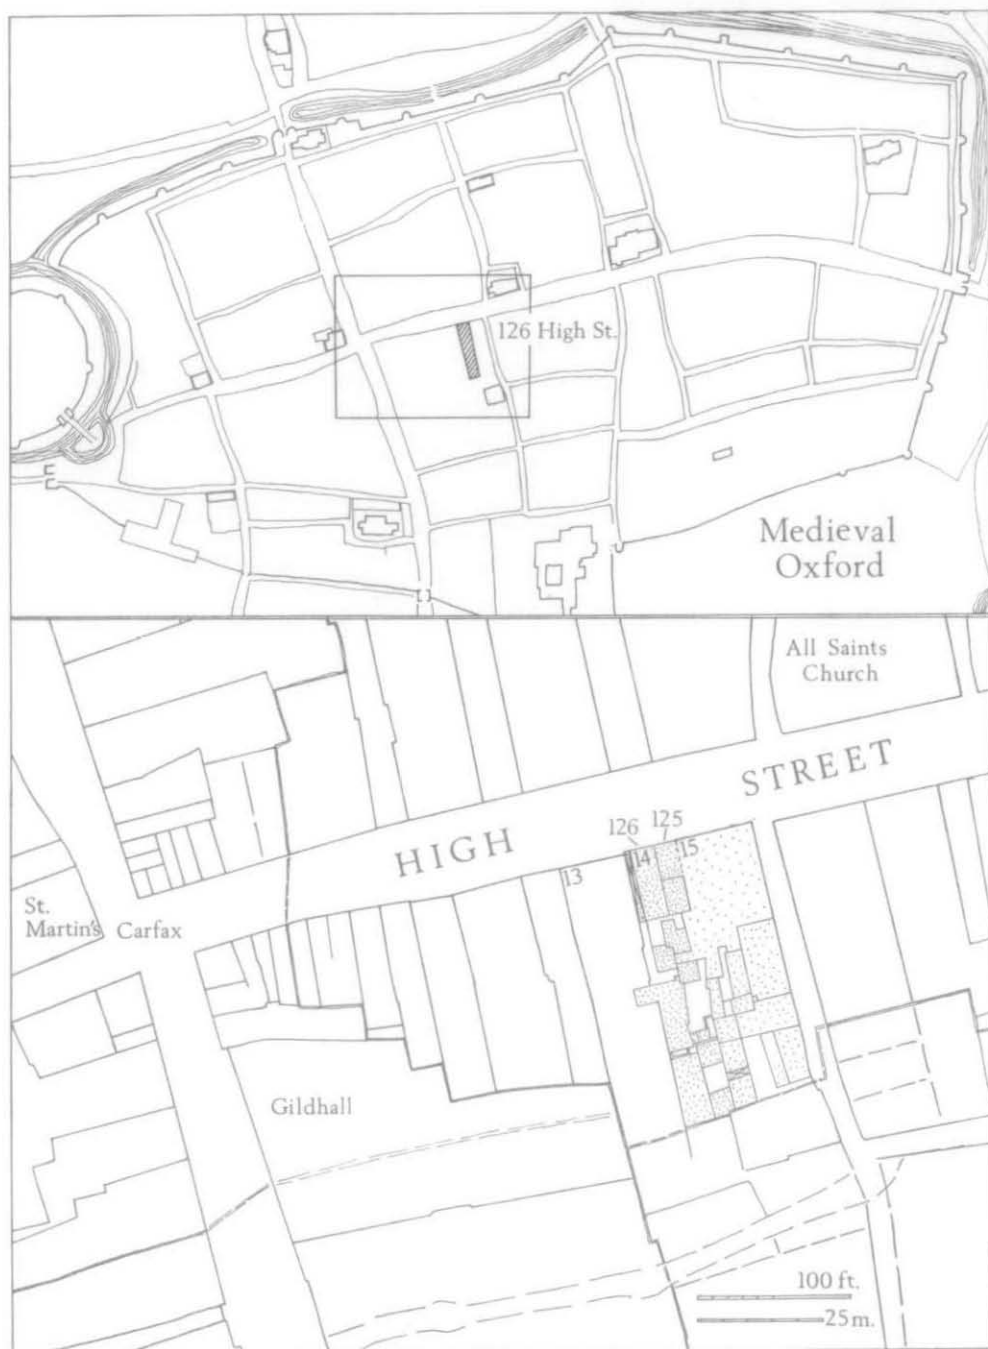 126 High St.
Medieval
Oxford
All Saints
Church
HIGH STREET
126 125
13 14 15
St.
Martin's Carfax
Gildhall
100 ft.
25m.